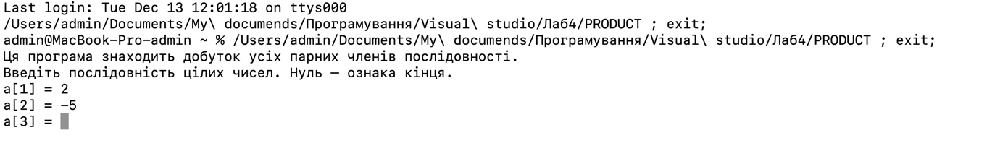 Last login: Tue Dec 13 12:01:18 on ttys000
/Users/admin/Documents/My\ documends/Програмування/Visual\ studio/Лаб4/PRODUCT ; exit;
admin@MacBook-Pro-admin ~ % /Users/admin/Documents/My\ documends/Програмування/Visual\ studio/Лаб4/PRODUCT ; exit;
Ця програма знаходить добуток усіх парних членів послідовності.
Введіть послідовність цілих чисел. Нуль — ознака кінця.
a[1] = 2
a[2] = -5
a[3] =